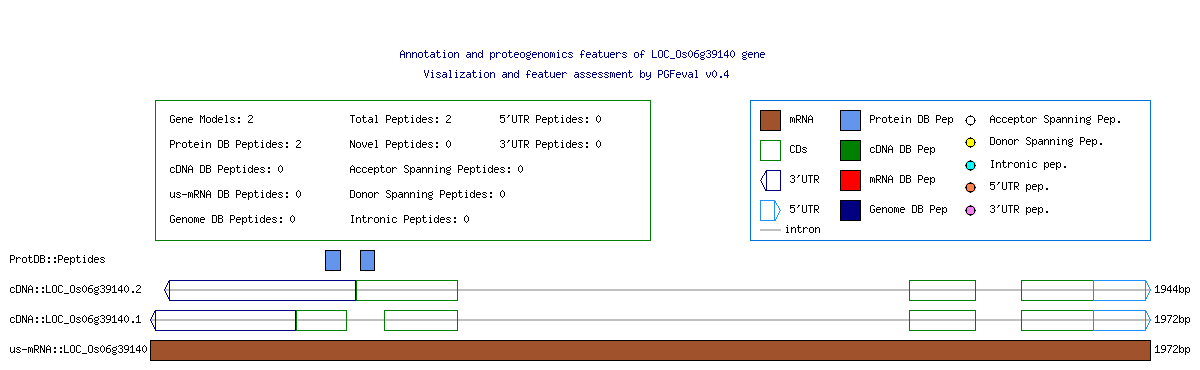 Annotation and proteogenomics featuers of LOC_Os06g39140 gene
Visalization and featuer assessment by PGFeval v0.4
Gene Models: 2 Total Peptides: 2 5'UTR Peptides: 0
Protein DB Peptides: 2 Novel Peptides: 0 3'UTR Peptides: 0
cDNA DB Peptides: 0 Acceptor Spanning Peptides: 0
us-mRNA DB Peptides: 0 Donor Spanning Peptides: 0
Genome DB Peptides: 0 Intronic Peptides: 0
mRNA Protein DB Pep Acceptor Spanning Pep.
CDs cDNA DB Pep Donor Spanning Pep.
3'UTR mRNA DB Pep Intronic pep.
5'UTR Genome DB Pep 5'UTR pep.
intron 3'UTR pep.
ProtDB::Peptides
cDNA::LOC_Os06g39140.2 1944bp
cDNA::LOC_Os06g39140.1 1972bp
us-mRNA::LOC_Os06g39140 1972bp